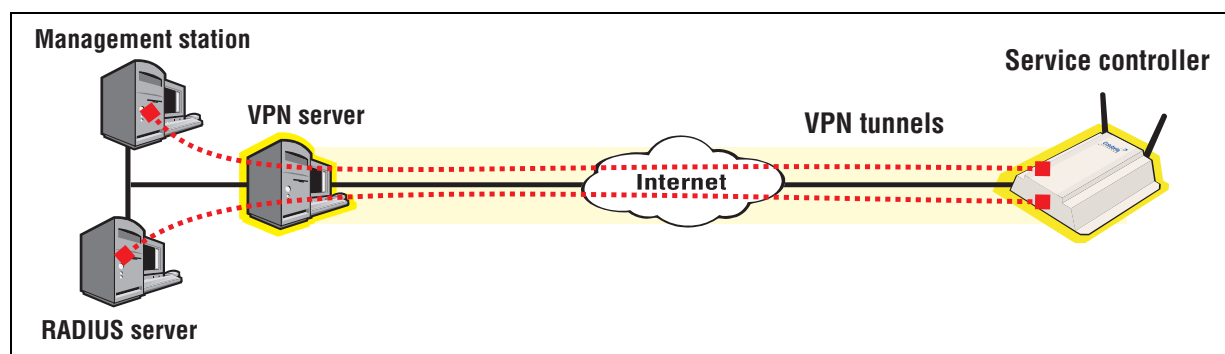 Management station
VPN server
Internet
VPN tunnels
Service controller
RADIUS server